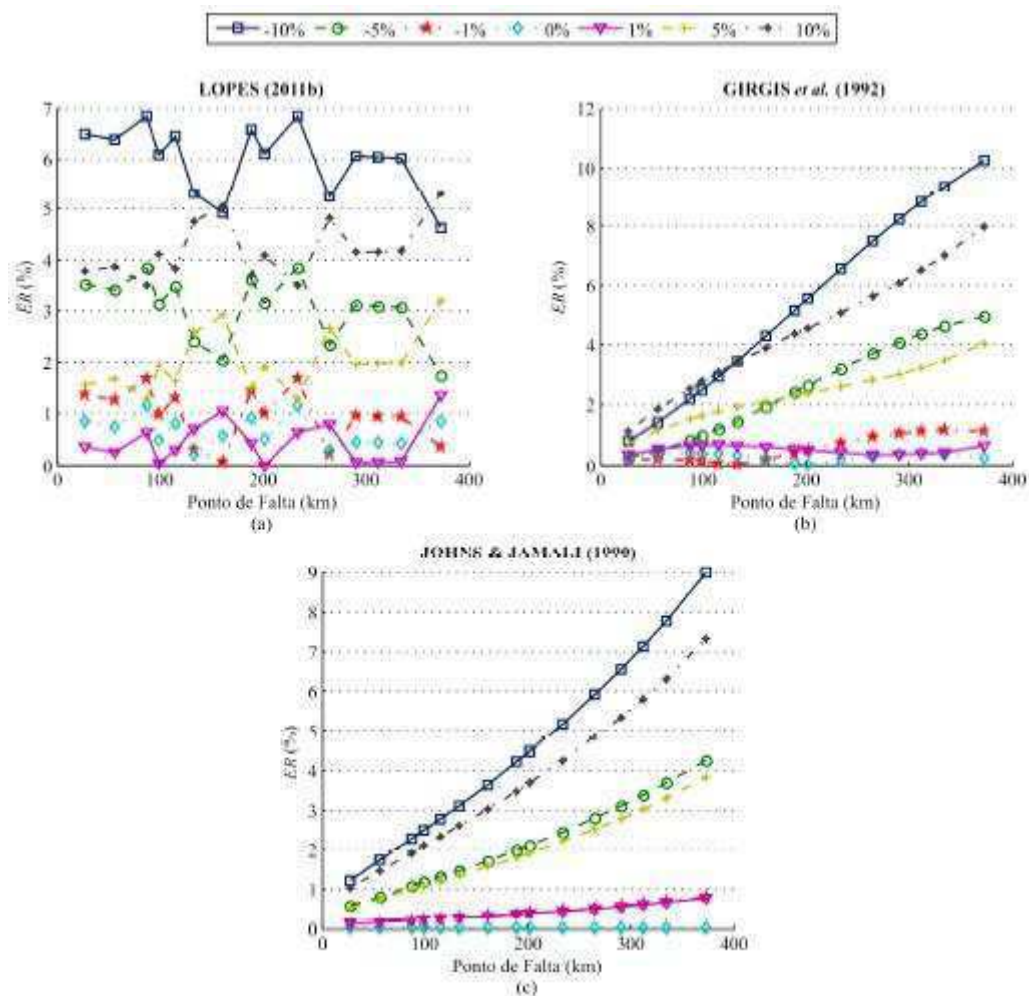 -10% -5% -1% 0% 1% 5% 10%
LOPES (2011b)
7
6
5
4
3
2
1
0
ER (%)
0 100 200 300 400
Ponto de Falta (km)
(a)
GIRGIS et al. (1992)
12
10
8
6
4
2
0
ER (%)
0 100 200 300 400
Ponto de Falta (km)
(b)
JOHNS & JAMALI (1990)
9
8
7
6
5
4
3
2
1
0
ER (%)
0 100 200 300 400
Ponto de Falta (km)
(c)